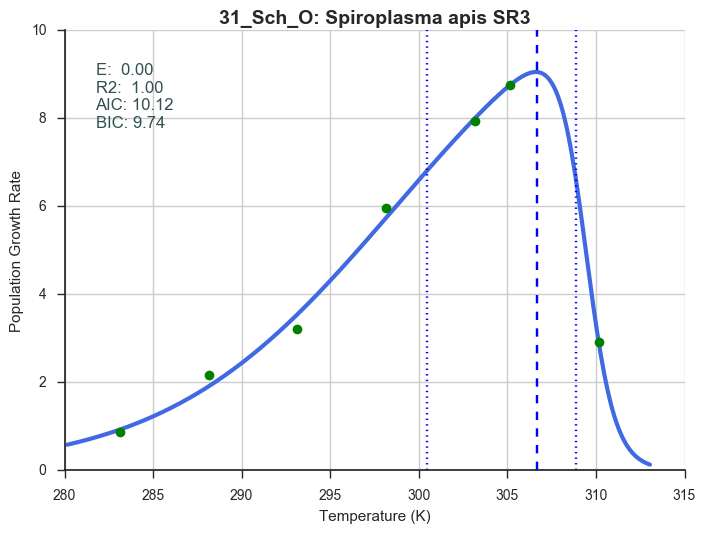 31_Sch_O: Spiroplasma apis SR3
E: 0.00
R2: 1.00
AIC: 10.12
BIC: 9.74
Population Growth Rate
10
8
6
4
2
0
280 285 290 295 300 305 310 315
Temperature (K)